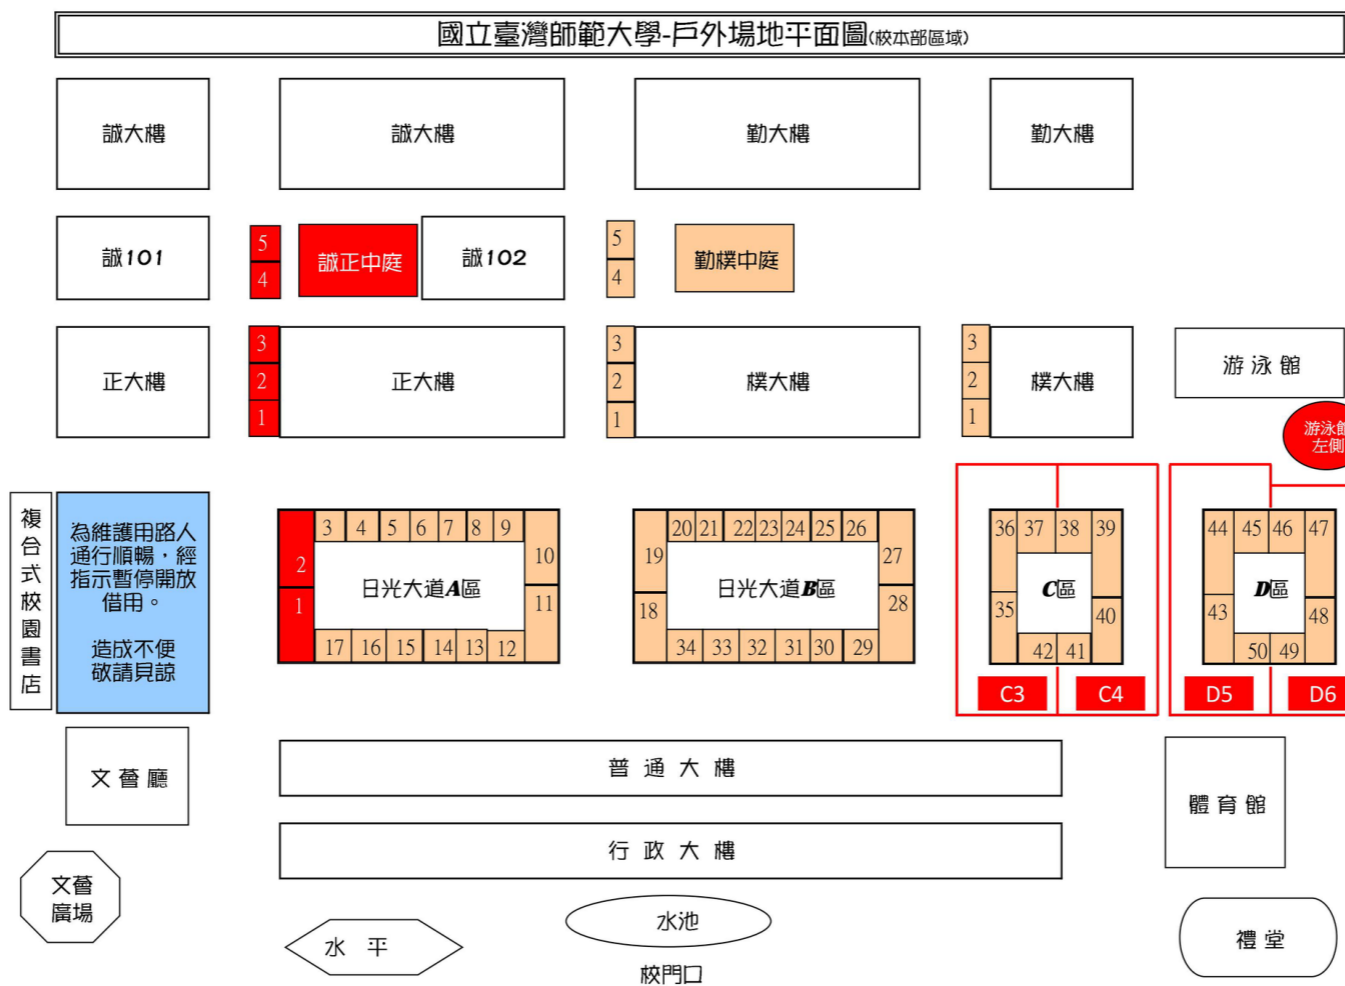 國立臺灣師範大學-戶外場地平面圖(校本部區域)
誠大樓
誠大樓
勤大樓
勤大樓
誠101
5
4
誠正中庭
誠102
5
4
勤樸中庭
正大樓
3
2
1
正大樓
3
2
1
樸大樓
3
2
1
樸大樓
游泳館
游泳館
左側
複合式校園書店
為維護用路人
通行順暢，經
指示暫停開放
借用。
造成不便
敬請見諒
2
1
3 4 5 6 7 8 9
10
11
日光大道A區
17 16 15 14 13 12
19
18
20 21 22 23 24 25 26
27
28
日光大道B區
34 33 32 31 30 29
36 37 38 39
35
C區
40
42 41
C3
C4
44 45 46 47
43
D區
48
50 49
D5
D6
文薈廳
普通大樓
體育館
行政大樓
文薈
廣場
水平
水池
禮堂
校門口